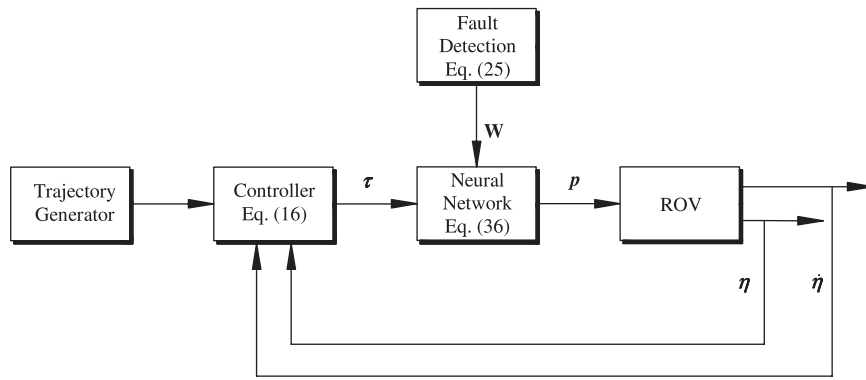 Fault
Detection
Eq. (25)
W
Trajectory
Generator
Controller
Eq. (16)
τ
Neural
Network
Eq. (36)
p
ROV
η
η̇